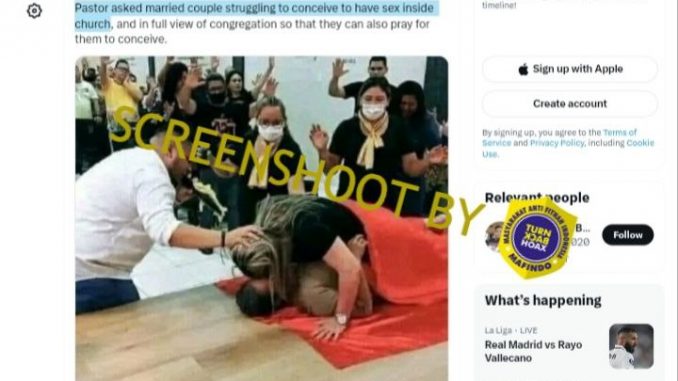 Pastor asked married couple struggling to conceive to have sex inside
church, and in full view of congregation so that they can also pray for
them to conceive.
SCREENSHOOT BY
timeline!
Sign up with Apple
Create account
By signing up, you agree to the Terms of
Service and Privacy Policy, including Cookie
Use.
Relevant people
B...
020
Follow
MASYARAKAT ANTI FITNAH INDONESIA
TURN
BACK
HOAX
MAFINDO
What's happening
La Liga · LIVE
Real Madrid vs Rayo
Vallecano